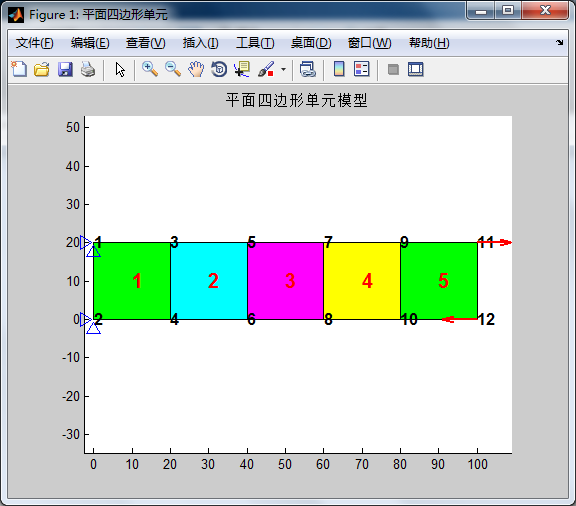 Figure 1: 平面四边形单元
文件(F) 编辑(E) 查看(V) 插入(I) 工具(T) 桌面(D) 窗口(W) 帮助(H)
平面四边形单元模型
50
40
30
20 1 3 5 7 9 11
10 1 2 3 4 5
0 2 4 6 8 10 12
-10
-20
-30
0 10 20 30 40 50 60 70 80 90 100